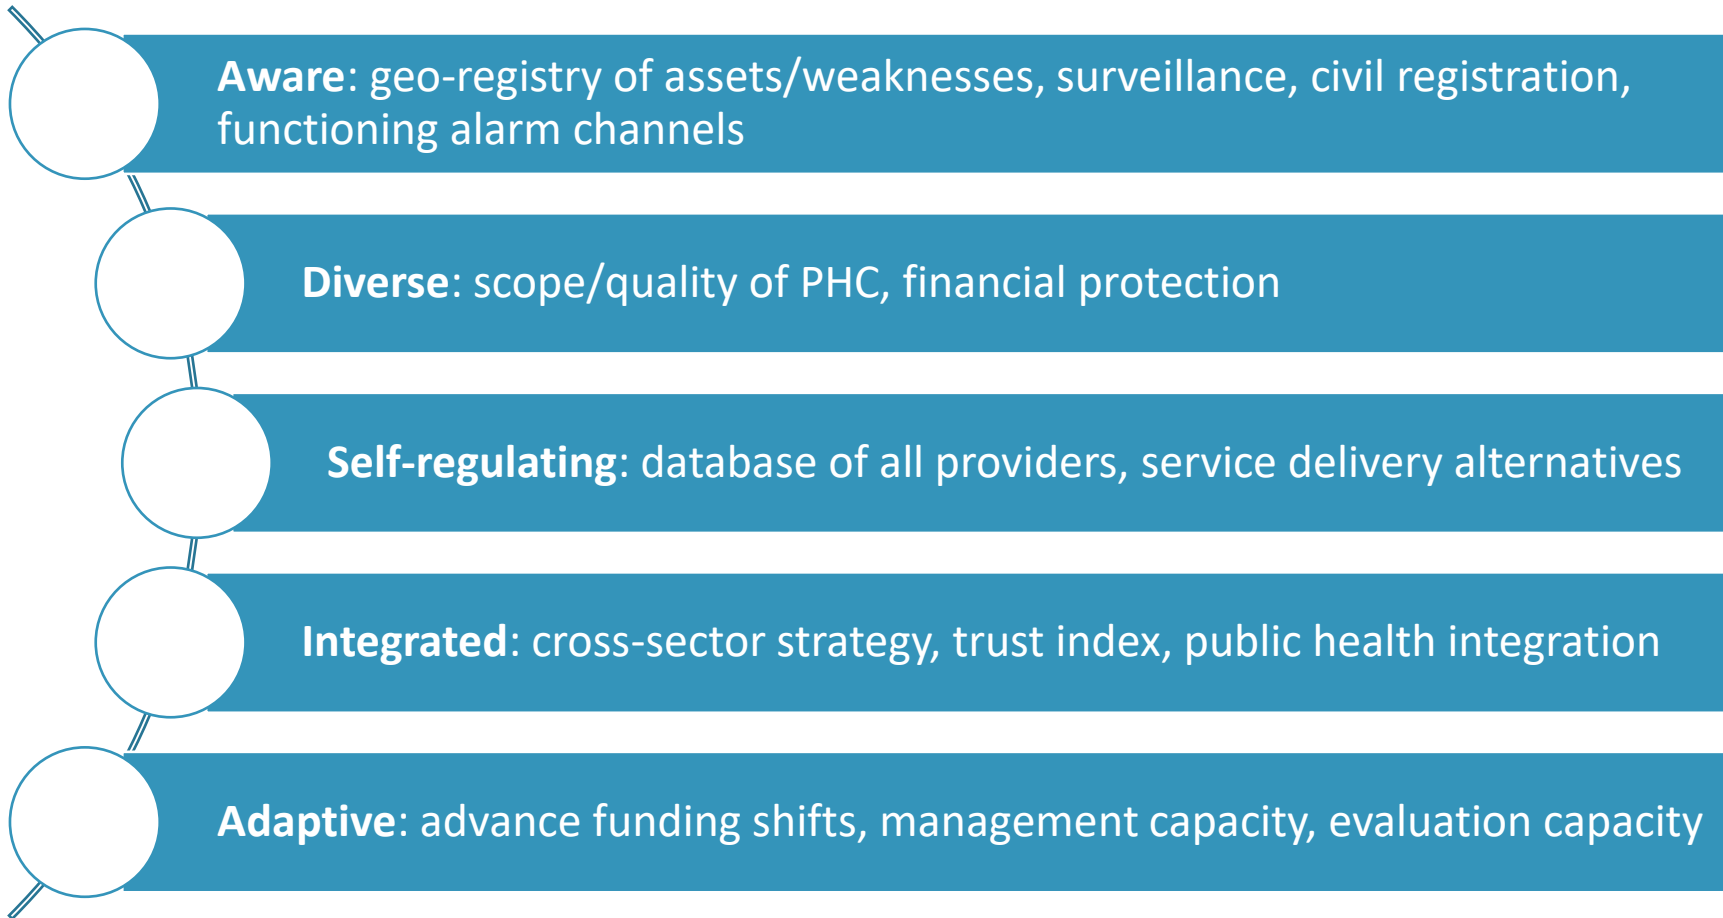 Aware: geo-registry of assets/weaknesses, surveillance, civil registration,
functioning alarm channels
Diverse: scope/quality of PHC, financial protection
Self-regulating: database of all providers, service delivery alternatives
Integrated: cross-sector strategy, trust index, public health integration
Adaptive: advance funding shifts, management capacity, evaluation capacity